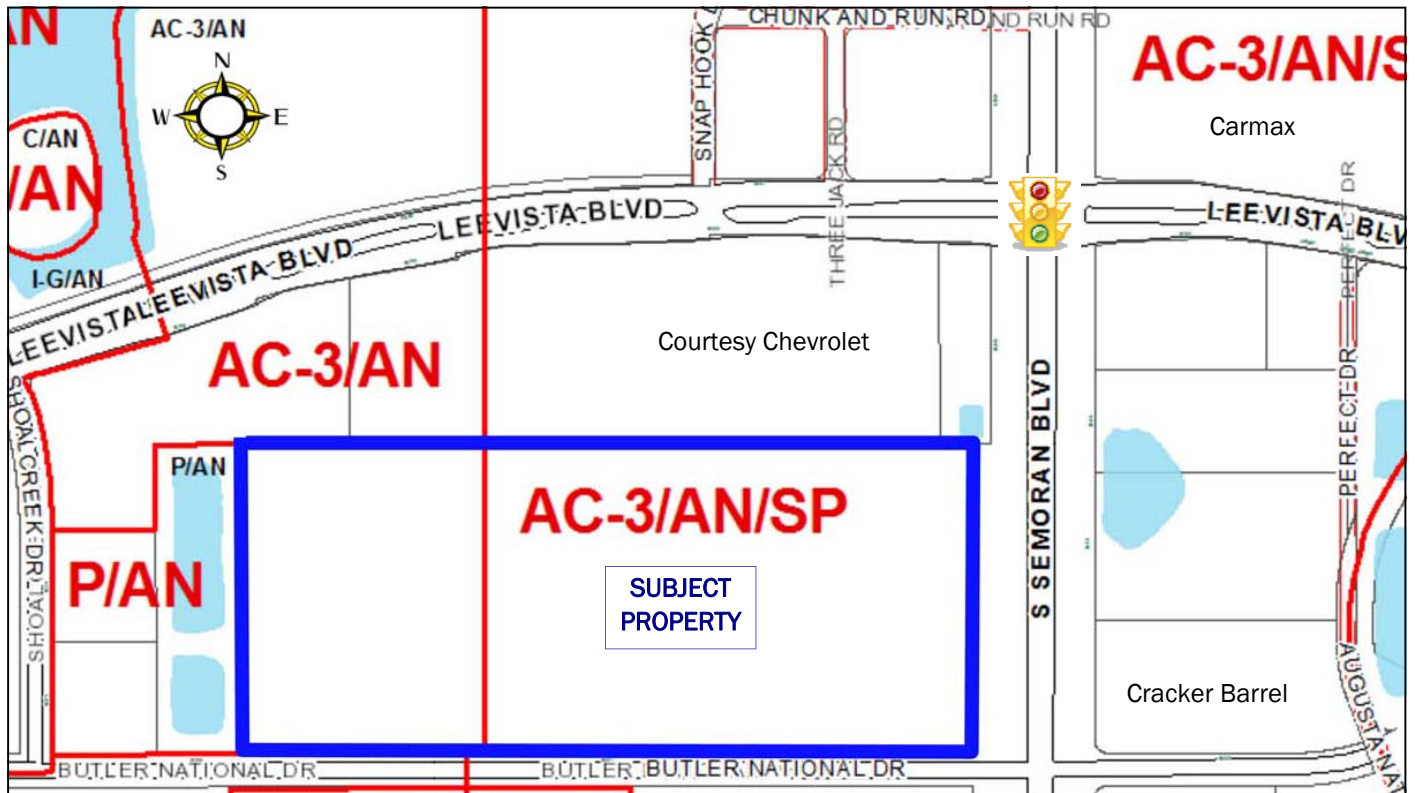 CHUNK AND RUN RD
ND RUN RD
AN
AC-3/AN
AC-3/AN/S
N
W
E
S
SNAP HOOK
Carmax
C/AN
/AN
THREE JACK RD
PERFECT DR
LEEVISTA BLVD
LEEVISTA BLV
I-G/AN
LEEVISTA BLVD
LEEVISTA
Courtesy Chevrolet
AC-3/AN
PERFECT DR
S SEMORAN BLVD
SHOALCREEK DR
P/AN
AC-3/AN/SP
P/AN
SUBJECT
PROPERTY
SHOAL
Cracker Barrel
AUGUSTA NAT
BUTLER NATIONAL DR
BUTLER
BUTLER NATIONAL DR